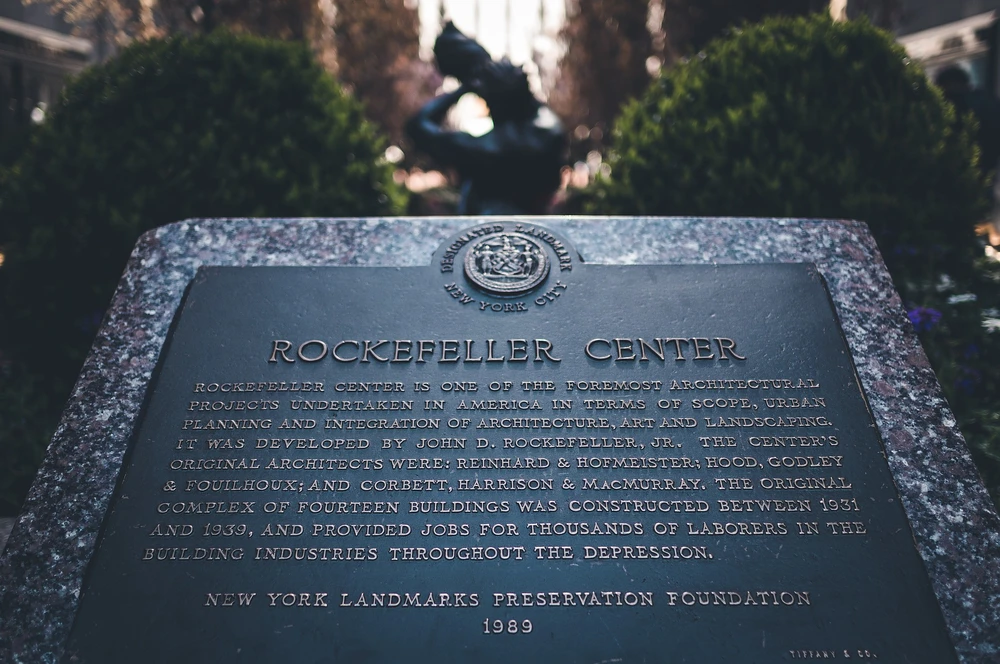 DESIGNATED LANDMARK
NEW YORK CITY
ROCKEFELLER CENTER
ROCKEFELLER CENTER IS ONE OF THE FOREMOST ARCHITECTURAL
PROJECTS UNDERTAKEN IN AMERICA IN TERMS OF SCOPE, URBAN
PLANNING AND INTEGRATION OF ARCHITECTURE, ART AND LANDSCAPING.
IT WAS DEVELOPED BY JOHN D. ROCKEFELLER, JR. THE CENTER'S
ORIGINAL ARCHITECTS WERE: REINHARD & HOFMEISTER; HOOD, GODLEY
& FOUILHOUX; AND CORBETT, HARRISON & MACMURRAY. THE ORIGINAL
COMPLEX OF FOURTEEN BUILDINGS WAS CONSTRUCTED BETWEEN 1931
AND 1939, AND PROVIDED JOBS FOR THOUSANDS OF LABORERS IN THE
BUILDING INDUSTRIES THROUGHOUT THE DEPRESSION.
NEW YORK LANDMARKS PRESERVATION FOUNDATION
1989
TIFFANY & CO.